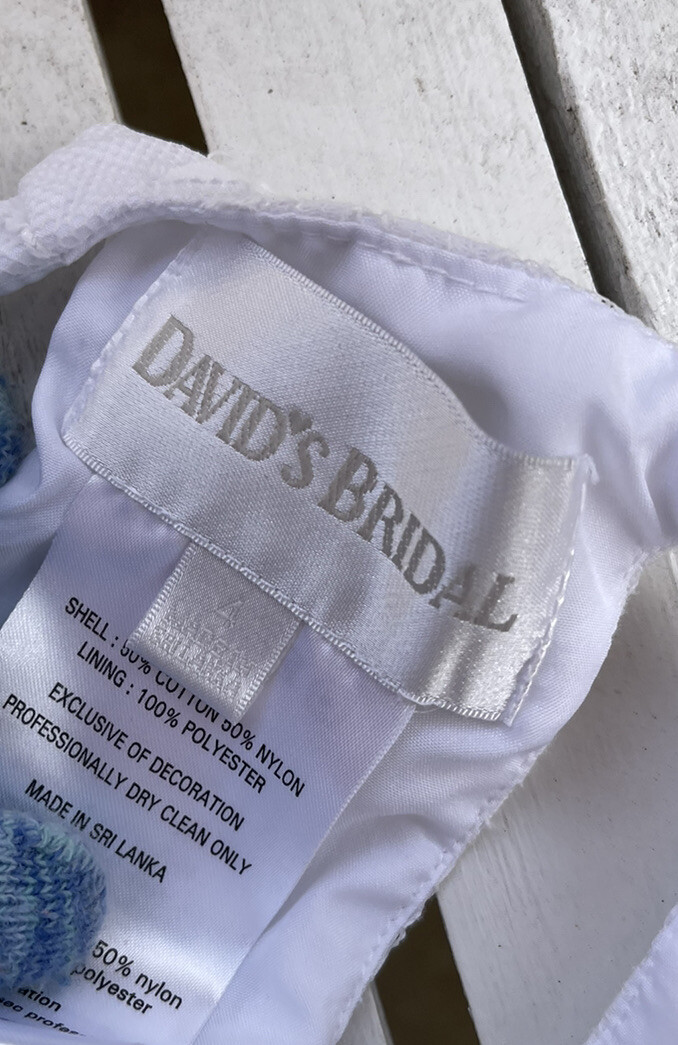 DAVID'S BRIDAL
4
SHELL : 50% COTTON 50% NYLON
LINING : 100% POLYESTER
EXCLUSIVE OF DECORATION
PROFESSIONALLY DRY CLEAN ONLY
MADE IN SRI LANKA
50% nylon
polyester